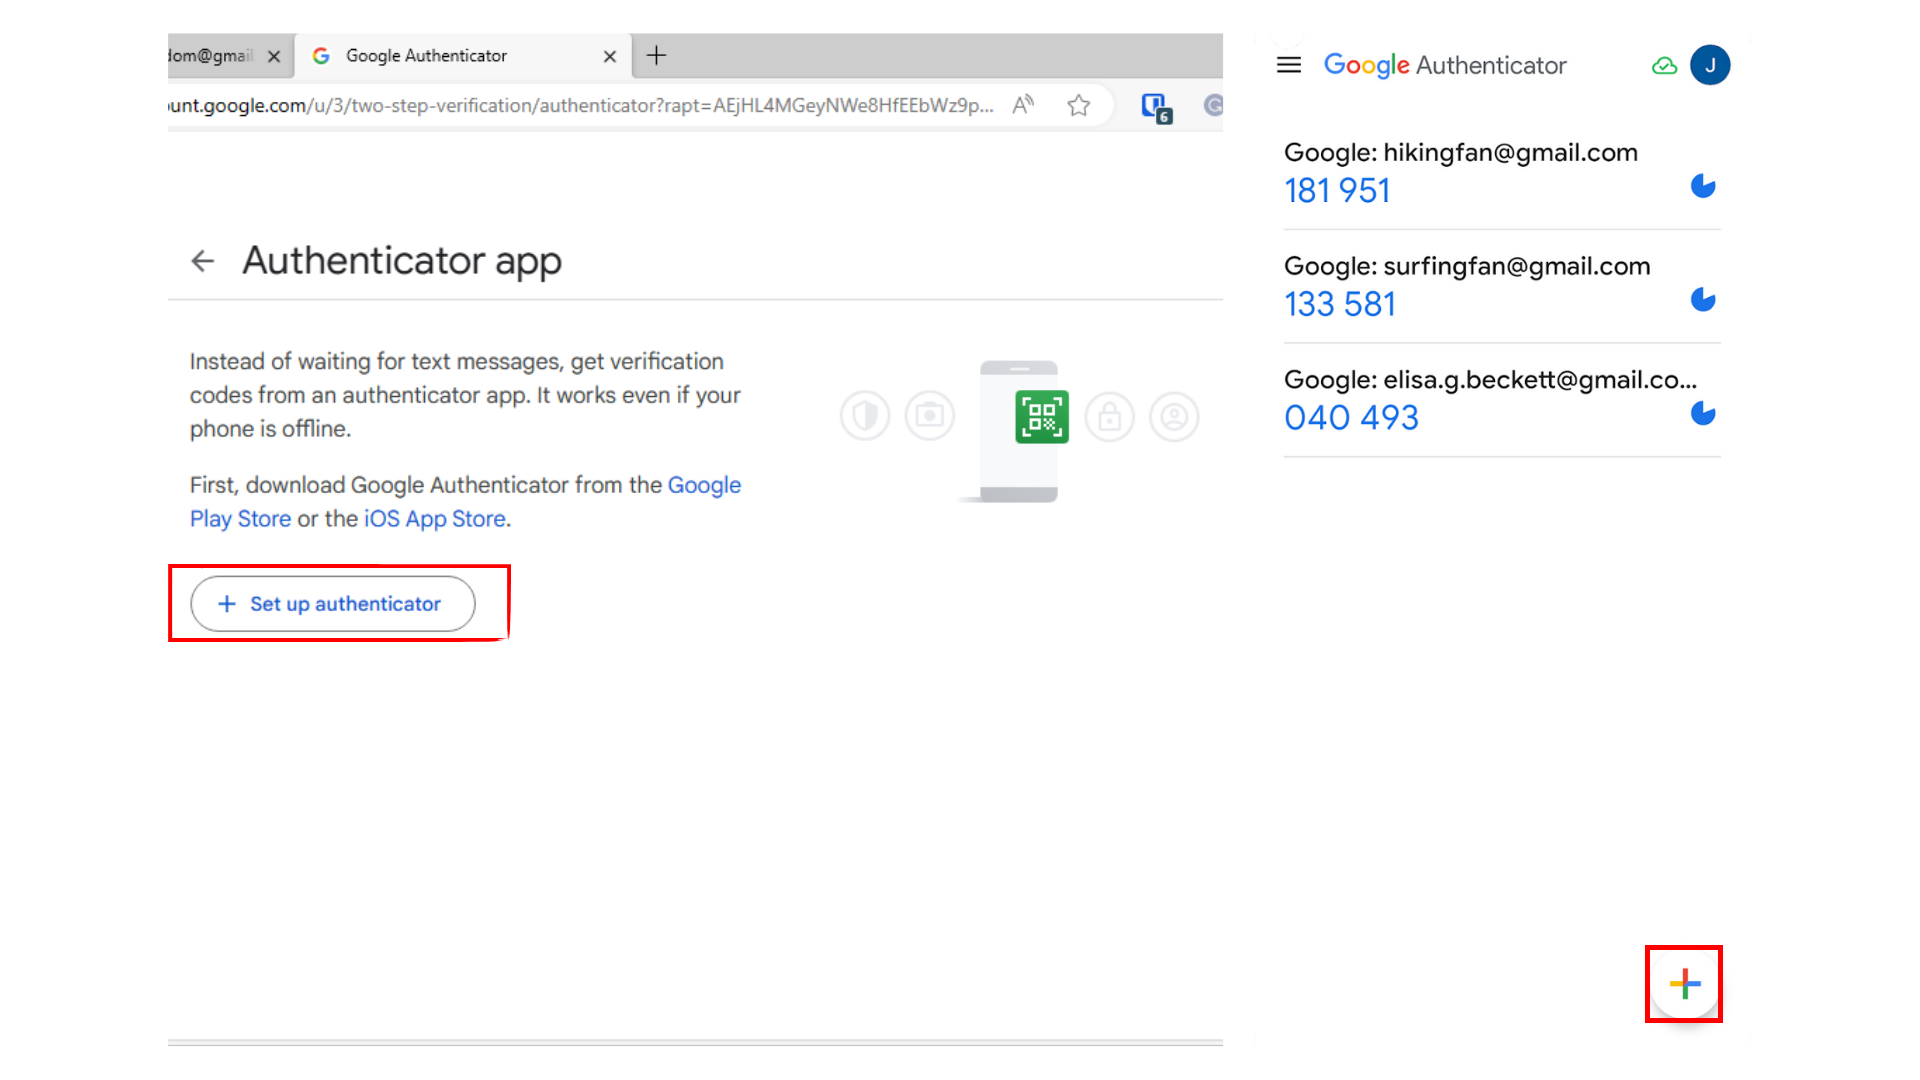 dom@gmail
Google Authenticator
ount.google.com/u/3/two-step-verification/authenticator?rapt=AEjHL4MGeyNWe8HfEEbWz9p...
6
Authenticator app
Instead of waiting for text messages, get verification
codes from an authenticator app. It works even if your
phone is offline.
First, download Google Authenticator from the Google
Play Store or the iOS App Store.
+ Set up authenticator
Google Authenticator
J
Google: hikingfan@gmail.com
181 951
Google: surfingfan@gmail.com
133 581
Google: elisa.g.beckett@gmail.co...
040 493